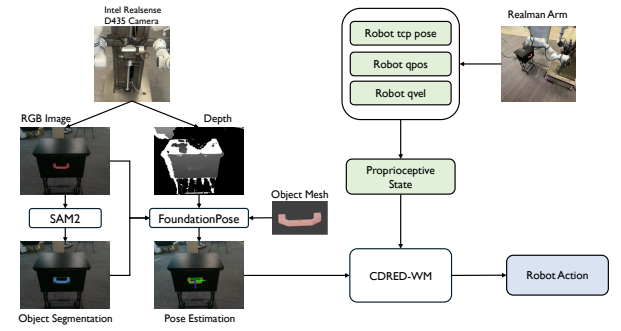 Intel Realsense
D435 Camera
Realman Arm
Robot tcp pose
Robot qpos
Robot qvel
RGB Image
Depth
Proprioceptive
State
Object Mesh
SAM2
FoundationPose
CDRED-WM
Robot Action
Object Segmentation
Pose Estimation